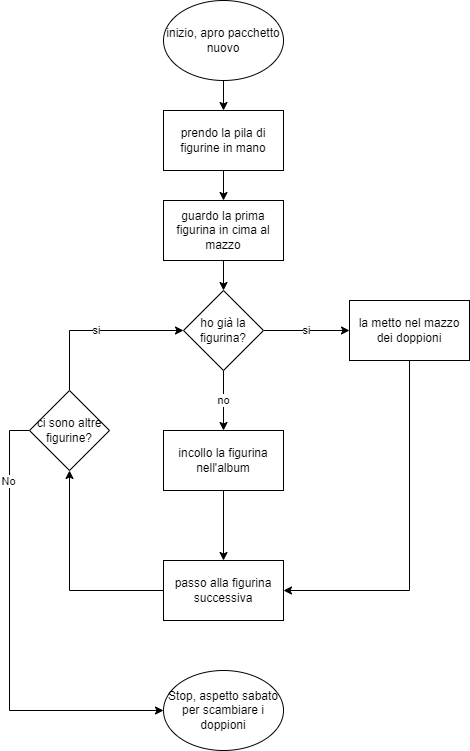 inizio, apro pacchetto
nuovo
prendo la pila di
figurine in mano
guardo la prima
figurina in cima al
mazzo
ho già la
figurina?
si
si
la metto nel mazzo
dei doppioni
no
ci sono altre
figurine?
incollo la figurina
nell'album
No
passo alla figurina
successiva
Stop, aspetto sabato
per scambiare i
doppioni